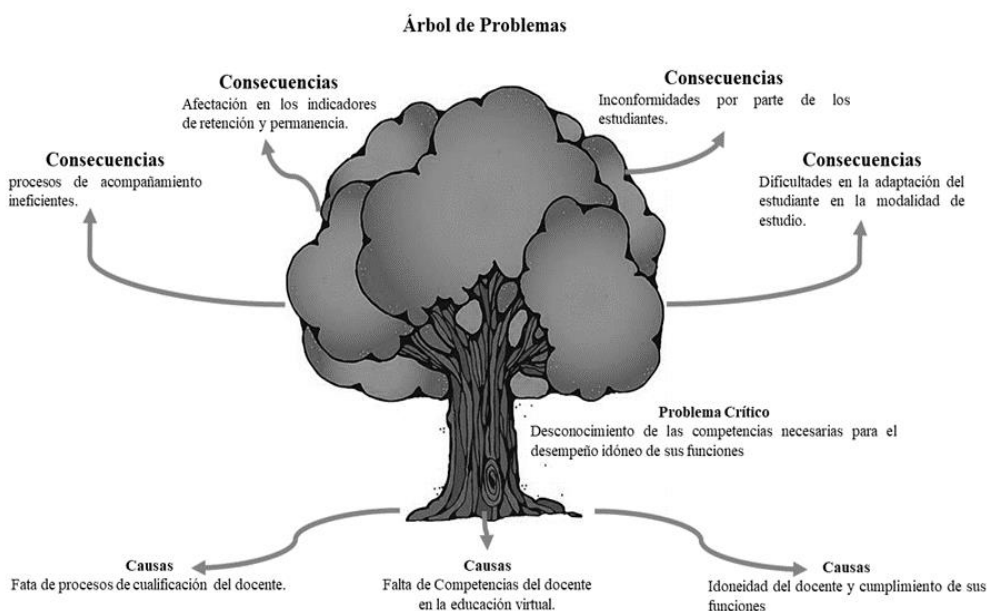 Árbol de Problemas
Consecuencias
Afectación en los indicadores
de retención y permanencia.
Consecuencias
Inconformidades por parte de los
estudiantes.
Consecuencias
procesos de acompañamiento
ineficientes.
Consecuencias
Dificultades en la adaptación del
estudiante en la modalidad de
estudio.
Problema Crítico
Desconocimiento de las competencias necesarias para el
desempeño idóneo de sus funciones
Causas
Fata de procesos de cualificación del docente.
Causas
Falta de Competencias del docente
en la educación virtual.
Causas
Idoneidad del docente y cumplimiento de sus
funciones